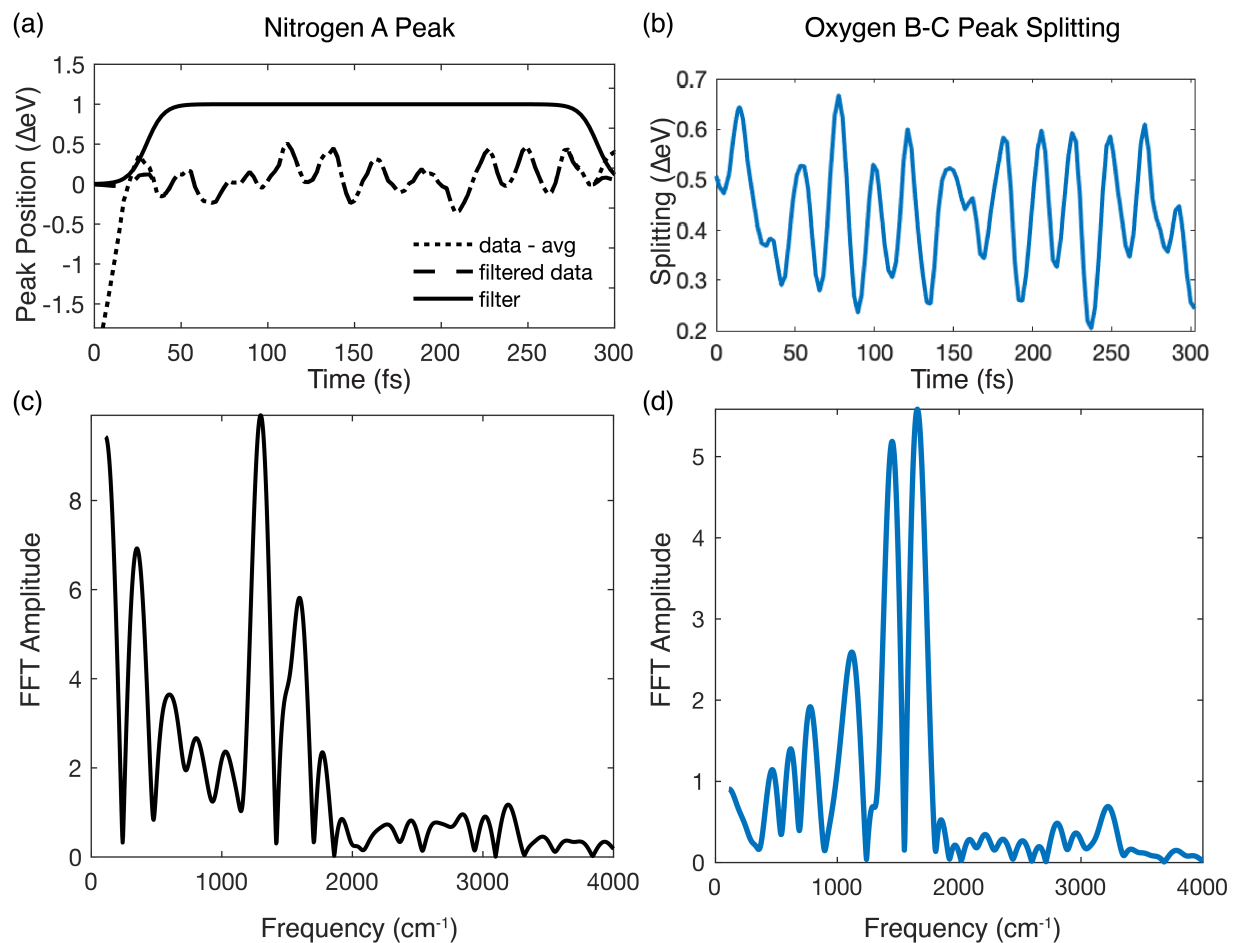 (a)
Nitrogen A Peak
(b)
Oxygen B-C Peak Splitting
1.5
1
0.5
0
-0.5
-1
-1.5
Peak Position (ΔeV)
data - avg
filtered data
filter
0 50 100 150 200 250 300
Time (fs)
0.7
0.6
0.5
0.4
0.3
0.2
Splitting (ΔeV)
0 50 100 150 200 250 300
Time (fs)
(c)
8
6
4
2
0
FFT Amplitude
0 1000 2000 3000 4000
Frequency (cm⁻¹)
(d)
5
4
3
2
1
0
FFT Amplitude
0 1000 2000 3000 4000
Frequency (cm⁻¹)